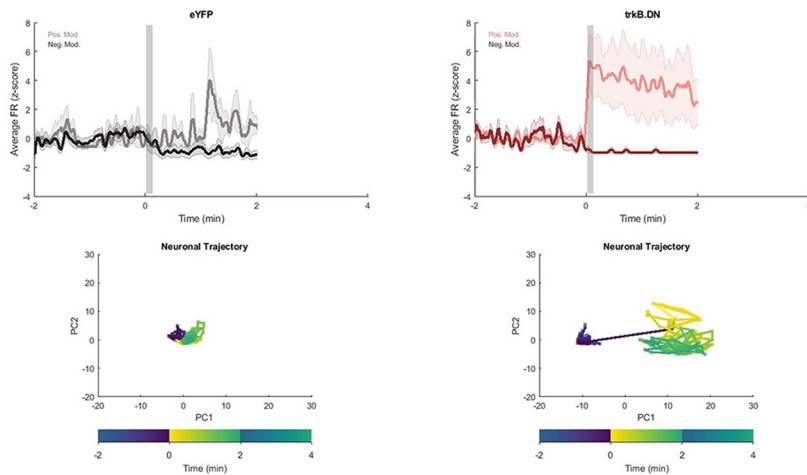 eYFP
8
Pos. Mod.
Neg. Mod.
6
4
2
0
-2
-4
Average FR (z-score)
-2 0 2 4
Time (min)
trkB.DN
8
Pos. Mod.
Neg. Mod.
6
4
2
0
-2
-4
Average FR (z-score)
-2 0 2
Time (min)
Neuronal Trajectory
30
20
10
0
-10
-20
PC2
-20 -10 0 10 20 30
PC1
-2 0 2 4
Time (min)
Neuronal Trajectory
30
20
10
0
-10
-20
PC2
-20 -10 0 10 20 30
PC1
-2 0 2 4
Time (min)